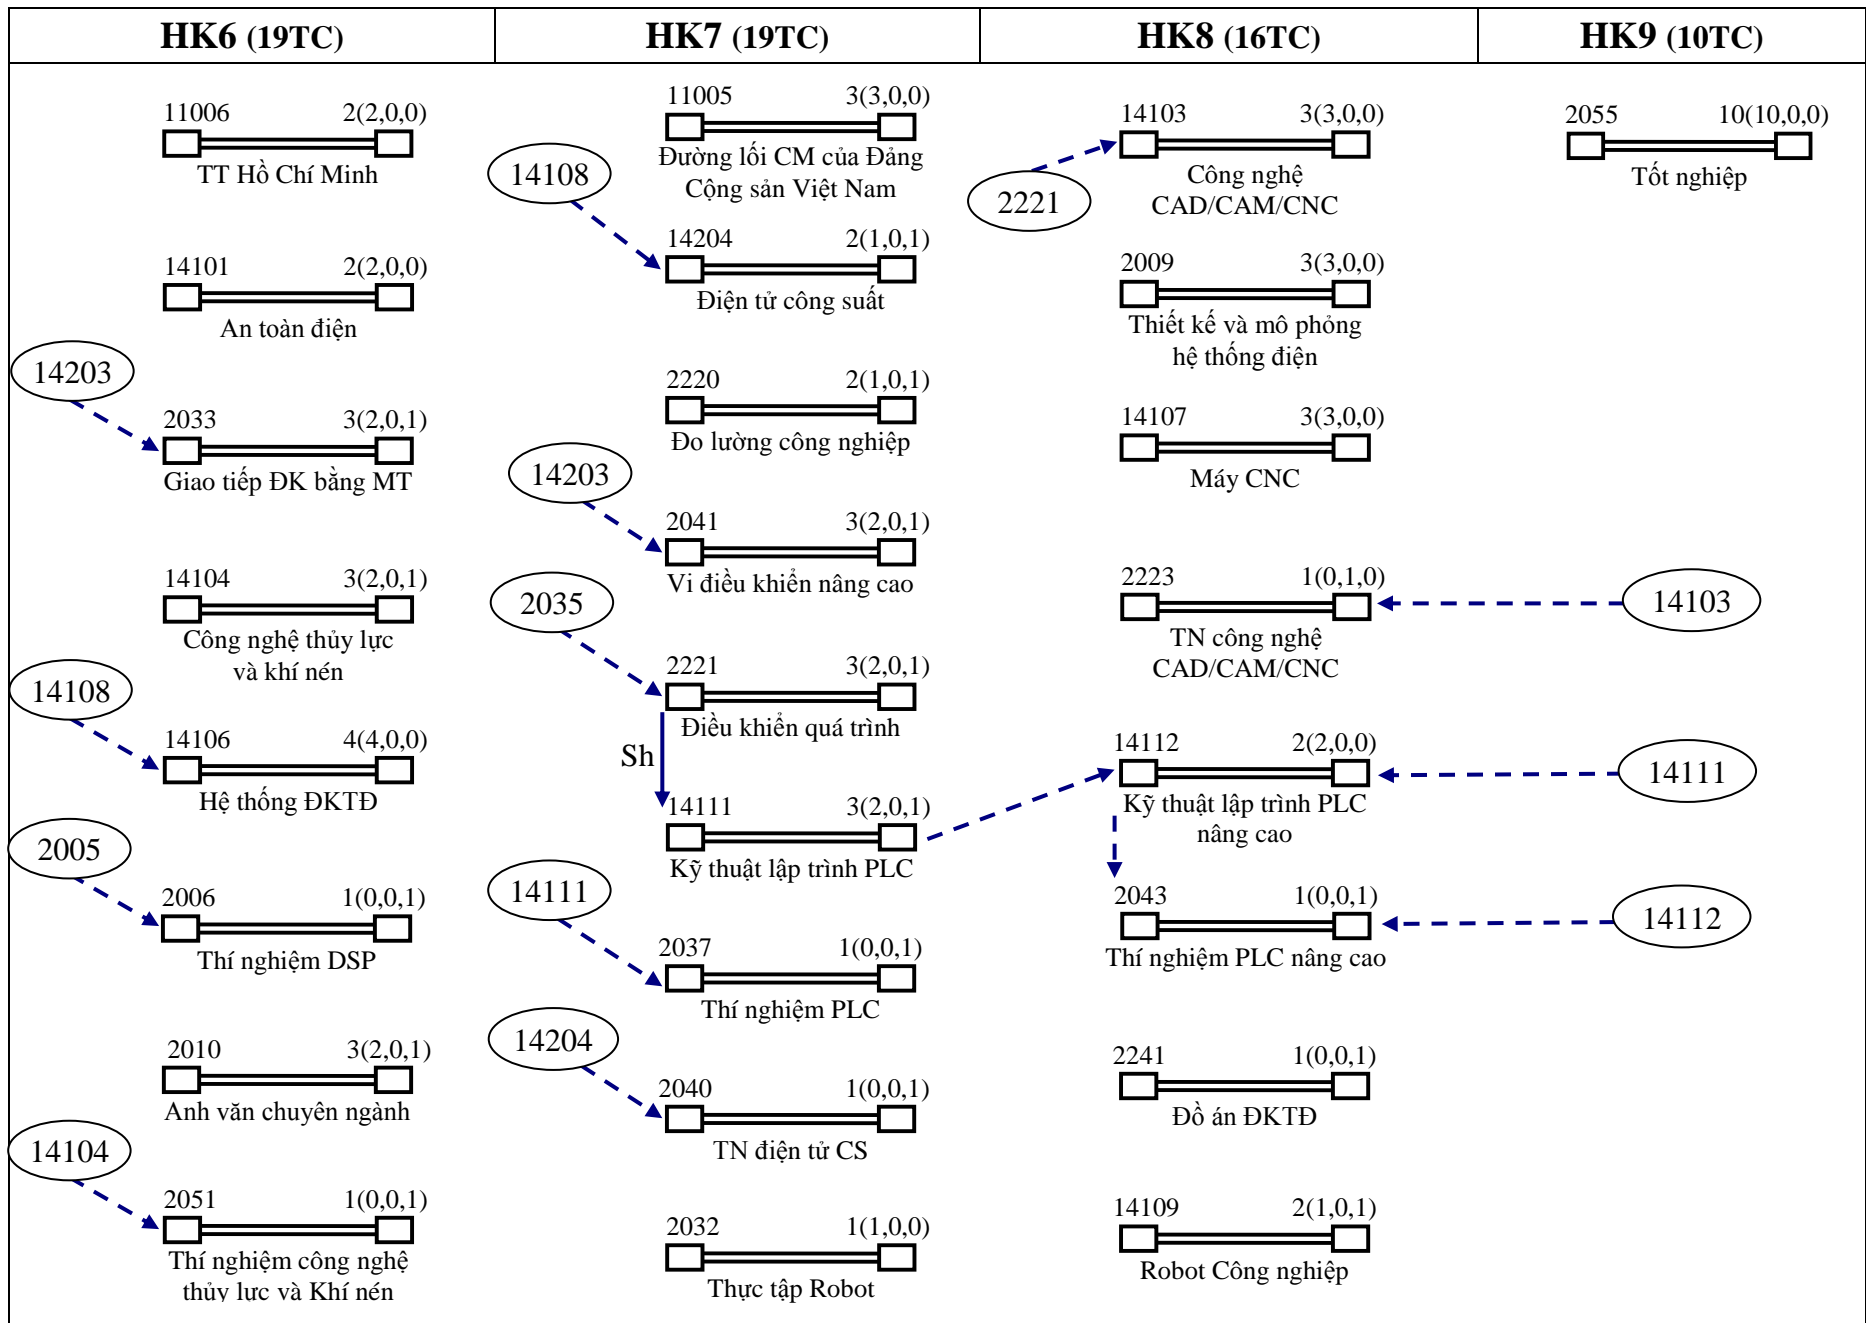 HK6 (19TC)
HK7 (19TC)
HK8 (16TC)
HK9 (10TC)
11006 2(2,0,0)
TT Hồ Chí Minh
14101 2(2,0,0)
An toàn điện
14203
2033 3(2,0,1)
Giao tiếp ĐK bằng MT
14104 3(2,0,1)
Công nghệ thủy lực
và khí nén
14108
14106 4(4,0,0)
Hệ thống ĐKTĐ
2005
2006 1(0,0,1)
Thí nghiệm DSP
2010 3(2,0,1)
Anh văn chuyên ngành
14104
2051 1(0,0,1)
Thí nghiệm công nghệ
thủy lực và Khí nén
11005 3(3,0,0)
Đường lối CM của Đảng
Cộng sản Việt Nam
14108
14204 2(1,0,1)
Điện tử công suất
2220 2(1,0,1)
Đo lường công nghiệp
14203
2041 3(2,0,1)
Vi điều khiển nâng cao
2035
2221 3(2,0,1)
Điều khiển quá trình
Sh
14111 3(2,0,1)
Kỹ thuật lập trình PLC
14111
2037 1(0,0,1)
Thí nghiệm PLC
14204
2040 1(0,0,1)
TN điện tử CS
2032 1(1,0,0)
Thực tập Robot
14103 3(3,0,0)
Công nghệ
CAD/CAM/CNC
2221
2009 3(3,0,0)
Thiết kế và mô phỏng
hệ thống điện
14107 3(3,0,0)
Máy CNC
2223 1(0,1,0)
TN công nghệ
CAD/CAM/CNC
14112 2(2,0,0)
Kỹ thuật lập trình PLC
nâng cao
2043 1(0,0,1)
Thí nghiệm PLC nâng cao
2241 1(0,0,1)
Đồ án ĐKTĐ
14109 2(1,0,1)
Robot Công nghiệp
2055 10(10,0,0)
Tốt nghiệp
14103
14111
14112